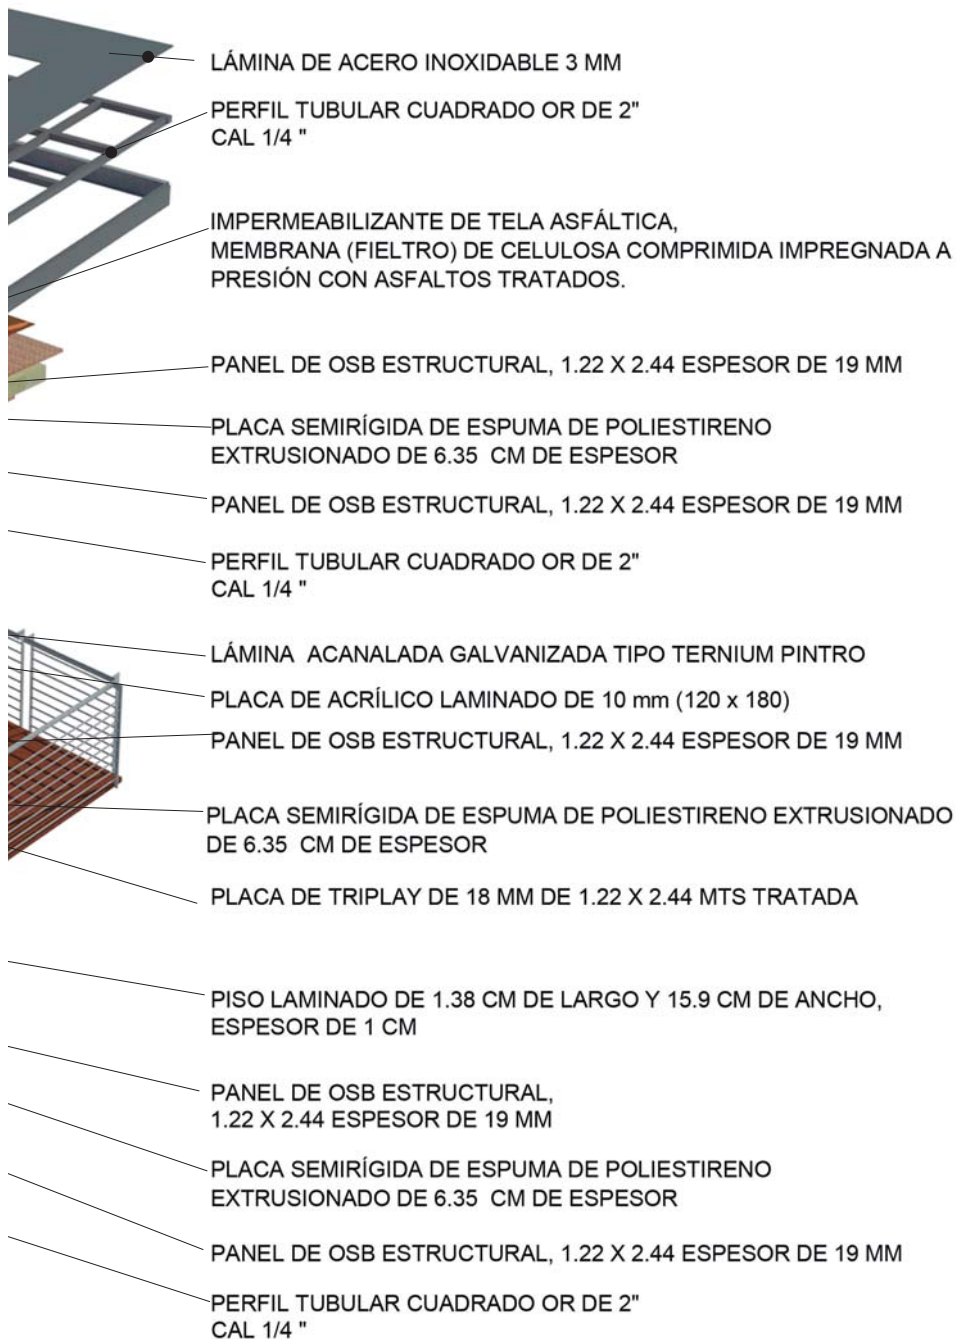 LÁMINA DE ACERO INOXIDABLE 3 MM
PERFIL TUBULAR CUADRADO OR DE 2"
CAL 1/4 "
IMPERMEABILIZANTE DE TELA ASFÁLTICA,
MEMBRANA (FIELTRO) DE CELULOSA COMPRIMIDA IMPREGNADA A
PRESIÓN CON ASFALTOS TRATADOS.
PANEL DE OSB ESTRUCTURAL, 1.22 X 2.44 ESPESOR DE 19 MM
PLACA SEMIRÍGIDA DE ESPUMA DE POLIESTIRENO
EXTRUSIONADO DE 6.35 CM DE ESPESOR
PANEL DE OSB ESTRUCTURAL, 1.22 X 2.44 ESPESOR DE 19 MM
PERFIL TUBULAR CUADRADO OR DE 2"
CAL 1/4 "
LÁMINA ACANALADA GALVANIZADA TIPO TERNIUM PINTRO
PLACA DE ACRÍLICO LAMINADO DE 10 mm (120 x 180)
PANEL DE OSB ESTRUCTURAL, 1.22 X 2.44 ESPESOR DE 19 MM
PLACA SEMIRÍGIDA DE ESPUMA DE POLIESTIRENO EXTRUSIONADO
DE 6.35 CM DE ESPESOR
PLACA DE TRIPLAY DE 18 MM DE 1.22 X 2.44 MTS TRATADA
PISO LAMINADO DE 1.38 CM DE LARGO Y 15.9 CM DE ANCHO,
ESPESOR DE 1 CM
PANEL DE OSB ESTRUCTURAL,
1.22 X 2.44 ESPESOR DE 19 MM
PLACA SEMIRÍGIDA DE ESPUMA DE POLIESTIRENO
EXTRUSIONADO DE 6.35 CM DE ESPESOR
PANEL DE OSB ESTRUCTURAL, 1.22 X 2.44 ESPESOR DE 19 MM
PERFIL TUBULAR CUADRADO OR DE 2"
CAL 1/4 "